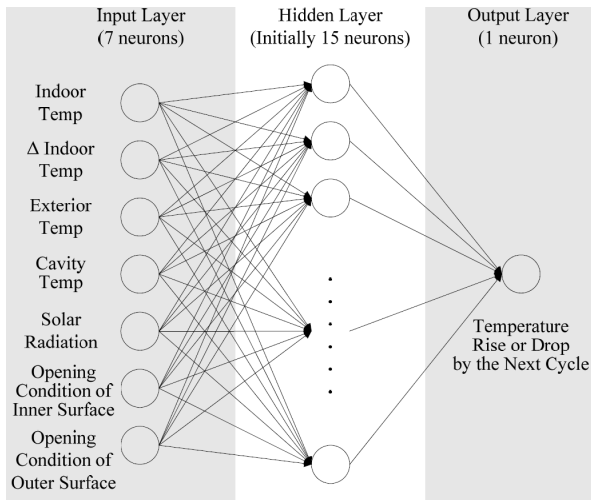 Input Layer
(7 neurons)
Hidden Layer
(Initially 15 neurons)
Output Layer
(1 neuron)
Indoor
Temp
Δ Indoor
Temp
Exterior
Temp
Cavity
Temp
Solar
Radiation
Opening
Condition of
Inner Surface
Opening
Condition of
Outer Surface
Temperature
Rise or Drop
by the Next Cycle